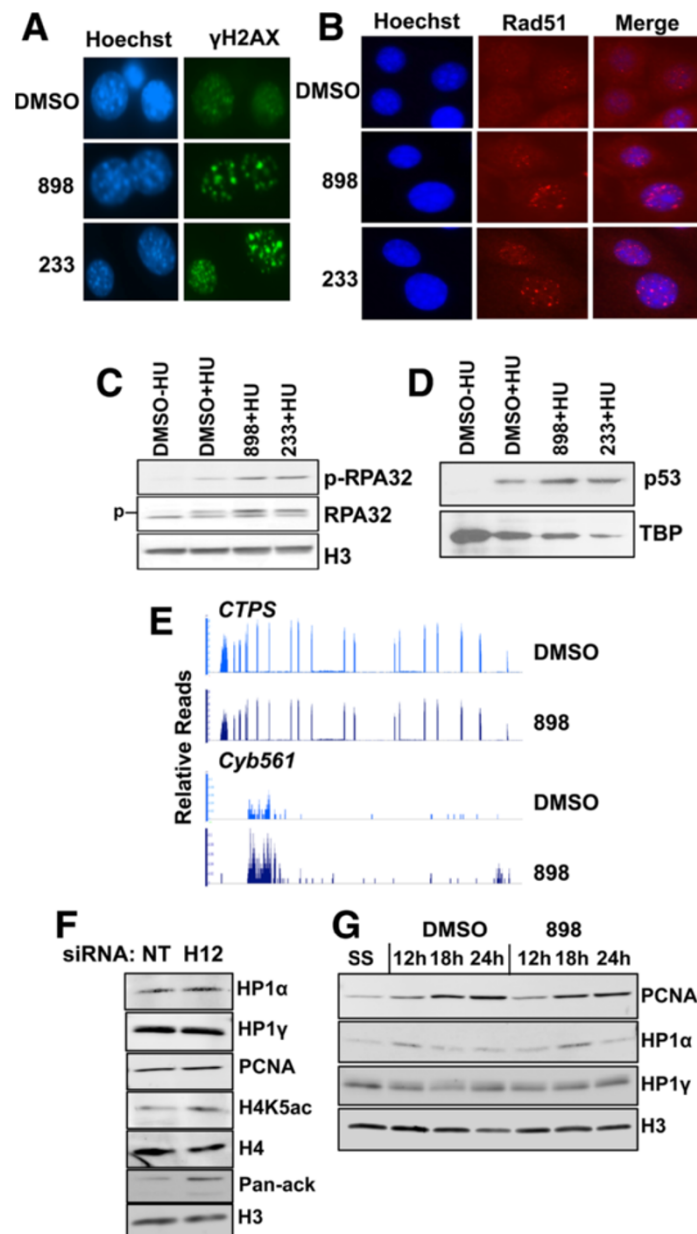 A
Hoechst γH2AX
DMSO
898
233
B
Hoechst Rad51 Merge
DMSO
898
233
C
DMSO-HU
DMSO+HU
898+HU
233+HU
p-RPA32
p
RPA32
H3
D
DMSO-HU
DMSO+HU
898+HU
233+HU
p53
TBP
E
Relative Reads
CTPS
DMSO
898
Cyb561
DMSO
898
F
siRNA: NT H12
HP1α
HP1γ
PCNA
H4K5ac
H4
Pan-ack
H3
G
DMSO 898
SS 12h 18h 24h 12h 18h 24h
PCNA
HP1α
HP1γ
H3